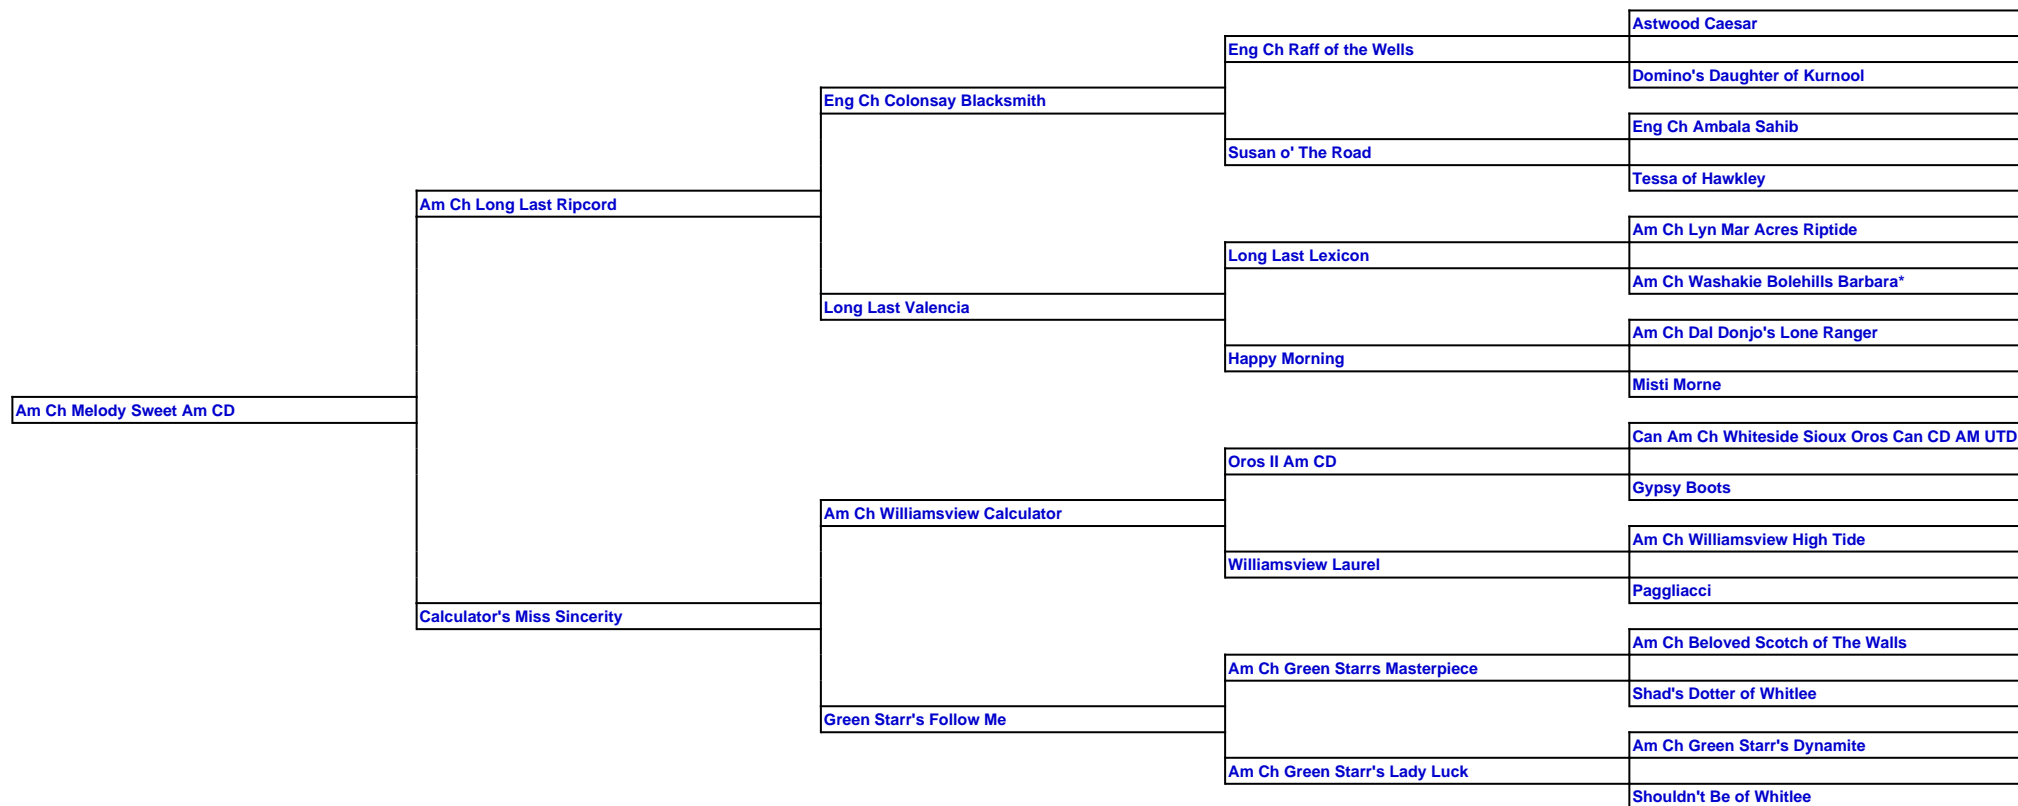 Astwood Caesar
Eng Ch Raff of the Wells
Domino's Daughter of Kurnool
Eng Ch Colonsay Blacksmith
Eng Ch Ambala Sahib
Susan o' The Road
Tessa of Hawkley
Am Ch Long Last Ripcord
Am Ch Lyn Mar Acres Riptide
Long Last Lexicon
Am Ch Washakie Bolehills Barbara*
Long Last Valencia
Am Ch Dal Donjo's Lone Ranger
Happy Morning
Misti Morne
Am Ch Melody Sweet Am CD
Can Am Ch Whiteside Sioux Oros Can CD AM UTD
Oros II Am CD
Gypsy Boots
Am Ch Williamsview Calculator
Am Ch Williamsview High Tide
Williamsview Laurel
Paggliacci
Calculator's Miss Sincerity
Am Ch Beloved Scotch of The Walls
Am Ch Green Starrs Masterpiece
Shad's Dotter of Whitlee
Green Starr's Follow Me
Am Ch Green Starr's Dynamite
Am Ch Green Starr's Lady Luck
Shouldn't Be of Whitlee